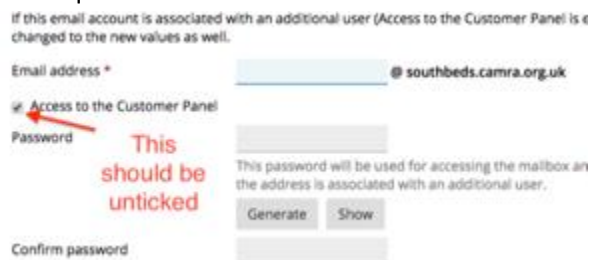 If this email account is associated with an additional user (Access to the Customer Panel is e
changed to the new values as well.
Email address *
@ southbeds.camra.org.uk
Access to the Customer Panel
Password
This
should be
unticked
This password will be used for accessing the mailbox an
the address is associated with an additional user.
Generate Show
Confirm password